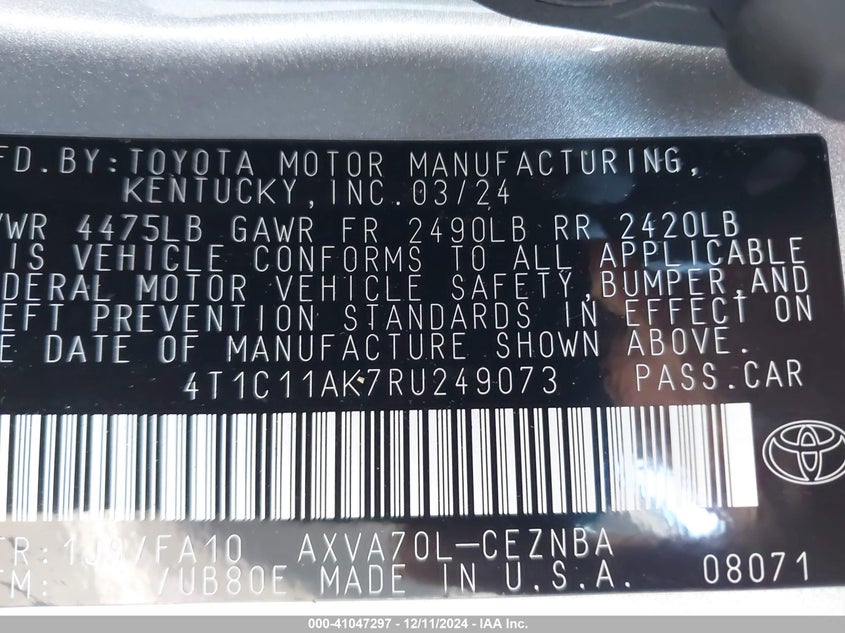 FD. BY: TOYOTA MOTOR MANUFACTURING,
KENTUCKY, INC. 03/24
VWR 4475LB GAWR FR 2490LB RR 2420LB
IS VEHICLE CONFORMS TO ALL APPLICABLE
DERAL MOTOR VEHICLE SAFETY, BUMPER, AND
EFT PREVENTION STANDARDS IN EFFECT ON
E DATE OF MANUFACTURE SHOWN ABOVE.
4T1C11AK7RU249073 PASS.CAR
TR: 1J9/FA10 AXVA70L-CEZNBA
M: /UB80E MADE IN U.S.A. 08071
000-41047297 - 12/11/2024 - IAA Inc.